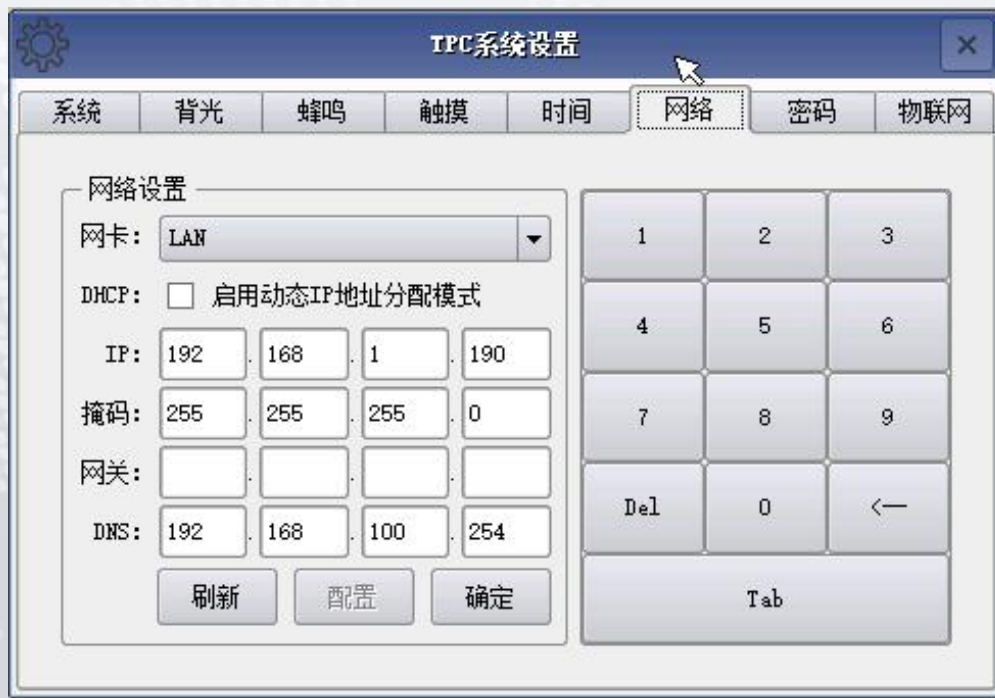 TPC系统设置
系统 背光 蜂鸣 触摸 时间 网络 密码 物联网
网络设置
网卡: LAN
DHCP: 启用动态IP地址分配模式
IP: 192 . 168 . 1 . 190
掩码: 255 . 255 . 255 . 0
网关: . . .
DNS: 192 . 168 . 100 . 254
刷新 配置 确定
1 2 3
4 5 6
7 8 9
Del 0 <—
Tab